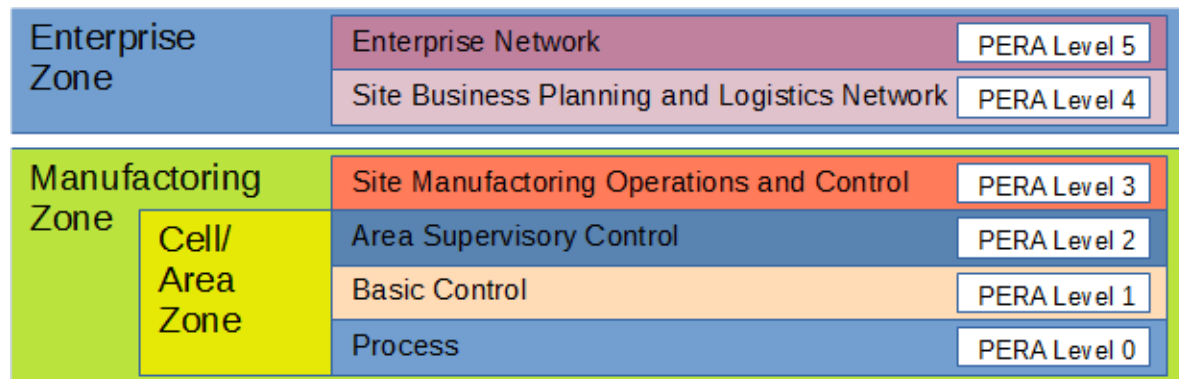 Enterprise
Zone
Enterprise Network PERA Level 5
Site Business Planning and Logistics Network PERA Level 4
Manufactoring
Zone
Site Manufactoring Operations and Control PERA Level 3
Cell/
Area
Zone
Area Supervisory Control PERA Level 2
Basic Control PERA Level 1
Process PERA Level 0